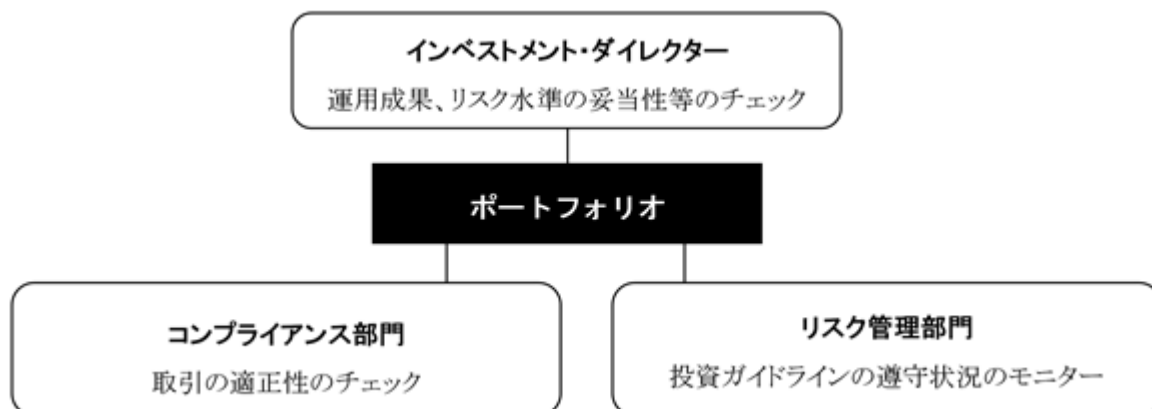 インベストメント・ダイレクター
運用成果、リスク水準の妥当性等のチェック
ポートフォリオ
コンプライアンス部門
取引の適正性のチェック
リスク管理部門
投資ガイドラインの遵守状況のモニター